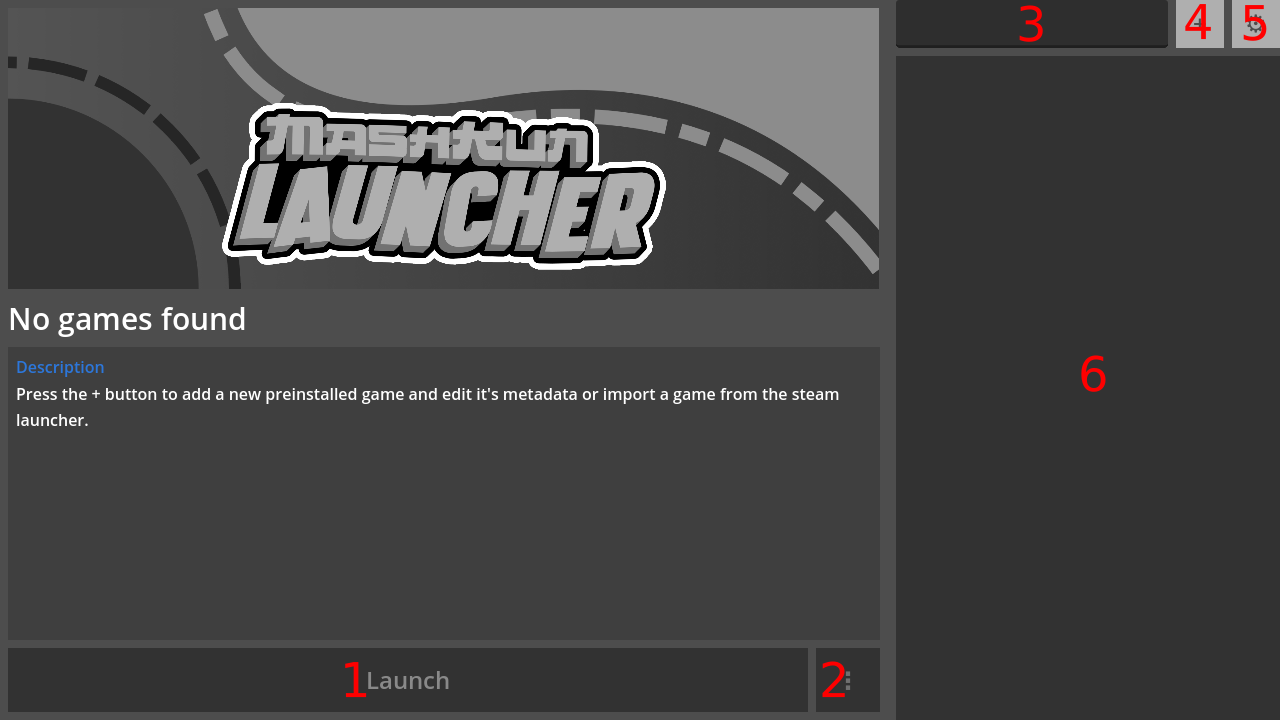 MASHKUN
LAUNCHER
No games found
Description
Press the + button to add a new preinstalled game and edit it's metadata or import a game from the steam
launcher.
1 Launch
2
3
4 +
5
6